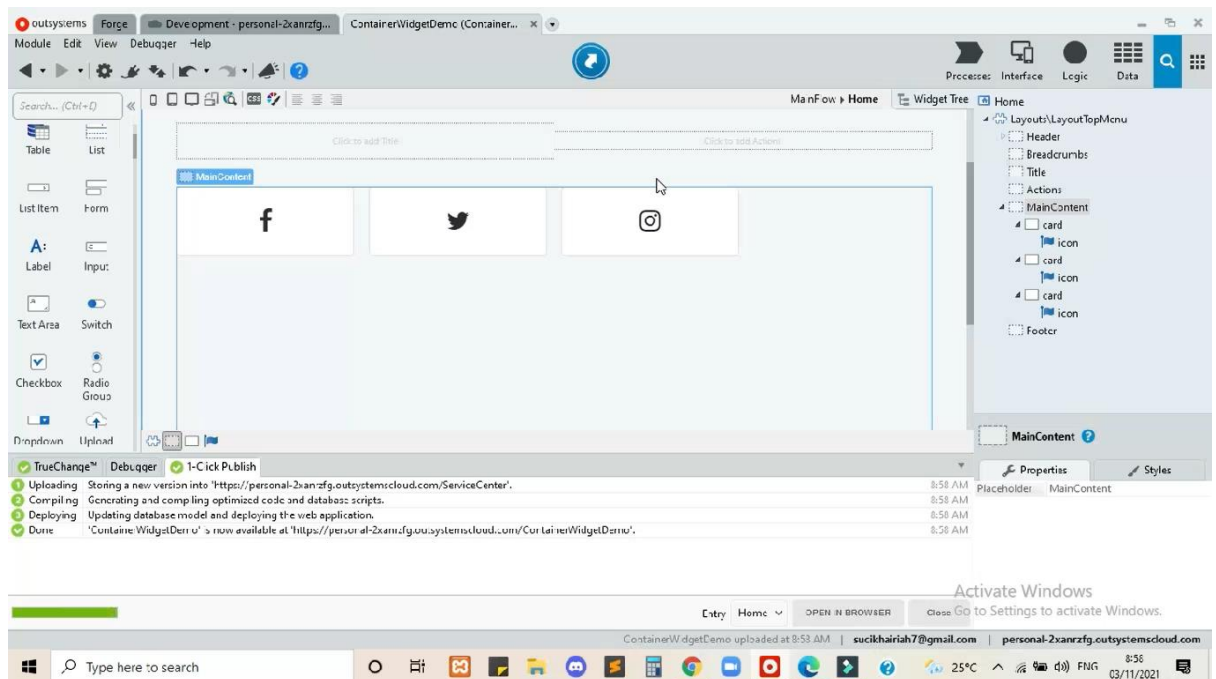 outsystems Forge Development - personal-2xanrzfg... ContainerWidgetDemo (Container...
Module Edit View Debugger Help
Processes Interface Logic Data
Search... (Ctrl+D)
MainFlow Home Widget Tree
Home
Layouts\LayoutTopMenu
Header
Breadcrumbs
Title
Actions
MainContent
card
icon
card
icon
card
icon
Footer
Table List
List Item Form
Label Input
Text Area Switch
Checkbox Radio Group
Dropdown Upload
Click to add Title Click to add Actions
MainContent
CSS
MainContent
Properties Styles
Placeholder MainContent
TrueChange™ Debugger 1-Click Publish
1 Uploading Storing a new version into 'https://personal-2xanrzfg.outsystemscloud.com/ServiceCenter'. 8:58 AM
2 Compiling Generating and compiling optimized code and database scripts. 8:58 AM
3 Deploying Updating database model and deploying the web application. 8:58 AM
Done 'ContainerWidgetDemo' is now available at 'https://personal-2xanrzfg.outsystemscloud.com/ContainerWidgetDemo'. 8:58 AM
Activate Windows
Go to Settings to activate Windows.
Entry Home OPEN IN BROWSER Close
ContainerWidgetDemo uploaded at 8:53 AM | sucikhairiah7@gmail.com | personal-2xanrzfg.outsystemscloud.com
Type here to search
25°C ENG 8:58
03/11/2021